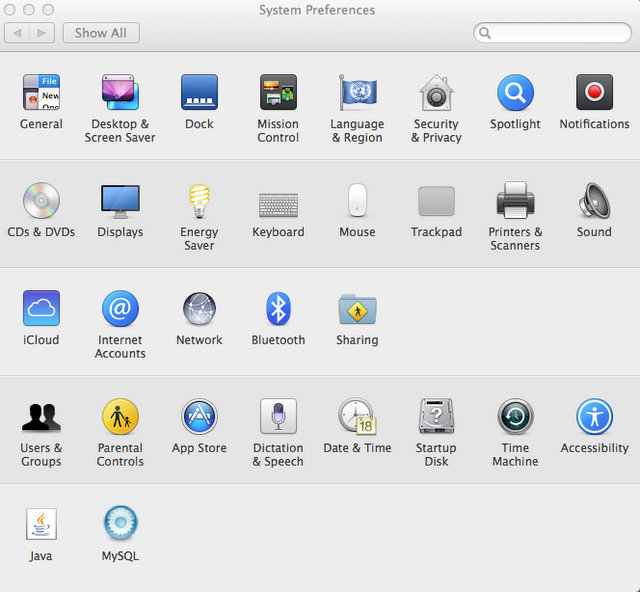 System Preferences
Show All
File
New
General
Desktop &
Screen Saver
Dock
Mission
Control
Language
& Region
Security
& Privacy
Spotlight
Notifications
CDs & DVDs
Displays
Energy
Saver
Keyboard
Mouse
Trackpad
Printers &
Scanners
Sound
iCloud
@
Internet
Accounts
Network
Bluetooth
Sharing
Users &
Groups
Parental
Controls
App Store
Dictation
& Speech
18
Date & Time
?
Startup
Disk
Time
Machine
Accessibility
Java
MySQL